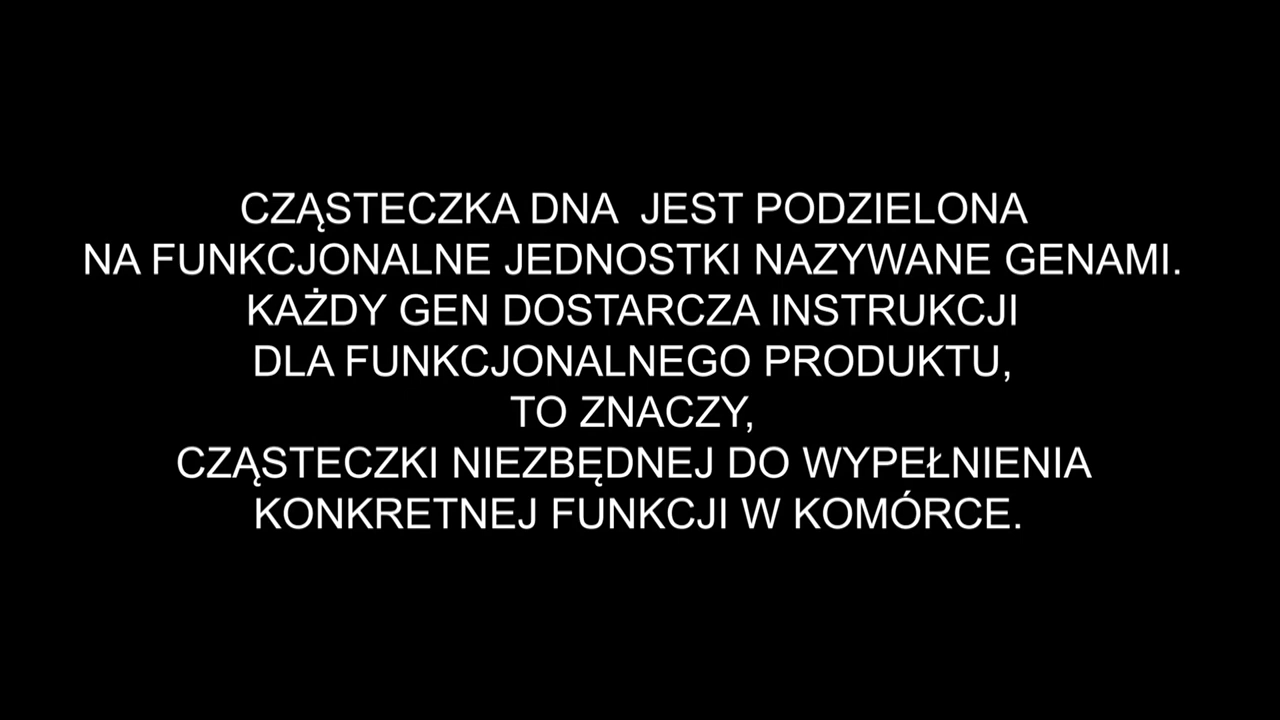 CZĄSTECZKA DNA  JEST PODZIELONA
NA FUNKCJONALNE JEDNOSTKI NAZYWANE GENAMI.
KAŻDY GEN DOSTARCZA INSTRUKCJI
DLA FUNKCJONALNEGO PRODUKTU,
TO ZNACZY,
CZĄSTECZKI NIEZBĘDNEJ DO WYPEŁNIENIA
KONKRETNEJ FUNKCJI W KOMÓRCE.